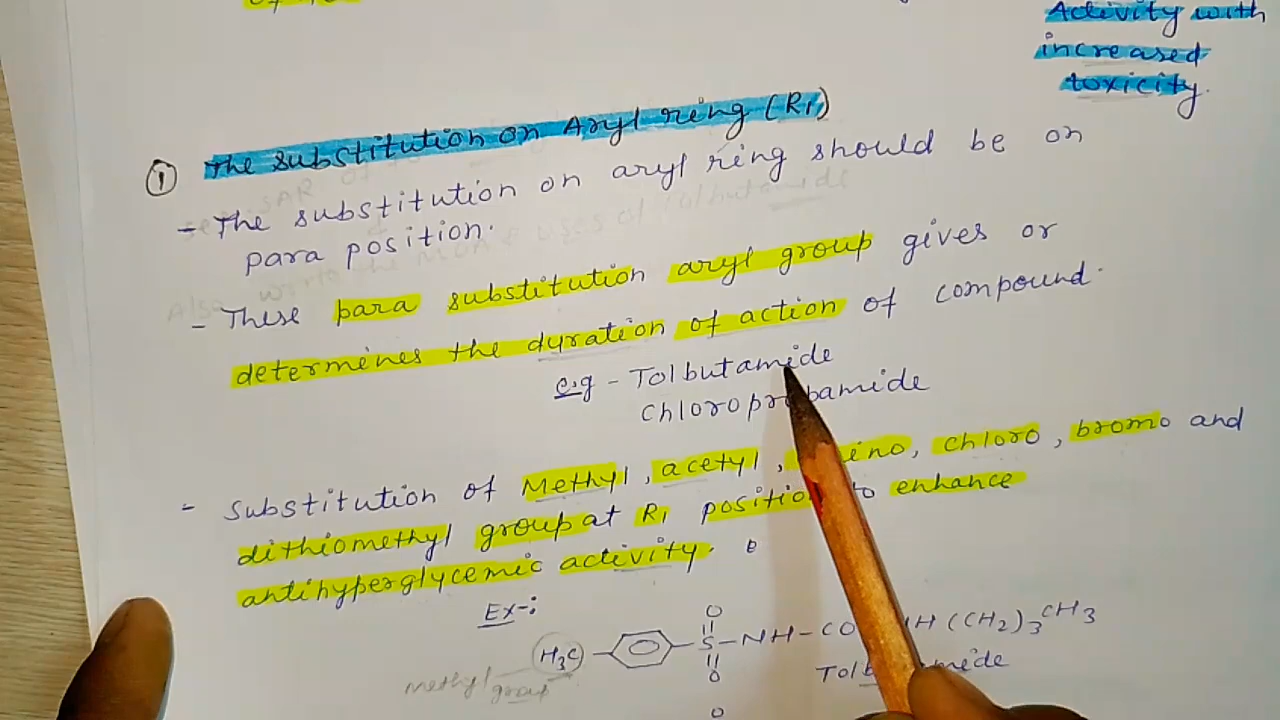 Activity with
increased
toxicity.
① The substitution on Aryl ring (R1)
- The substitution on aryl ring should be on
para position.
- These para substitution aryl group gives or
determines the duration of action of compound.
e.g - Tolbutamide
Chloropropamide
- Substitution of Methyl, acetyl, chloro, bromo and
dithiomethyl group at R1 position to enhance
antihyperglycemic activity.
Ex-:
O
H3C S-NH-CO NH (CH2)3CH3
O
methyl group
Tolbutamide
O